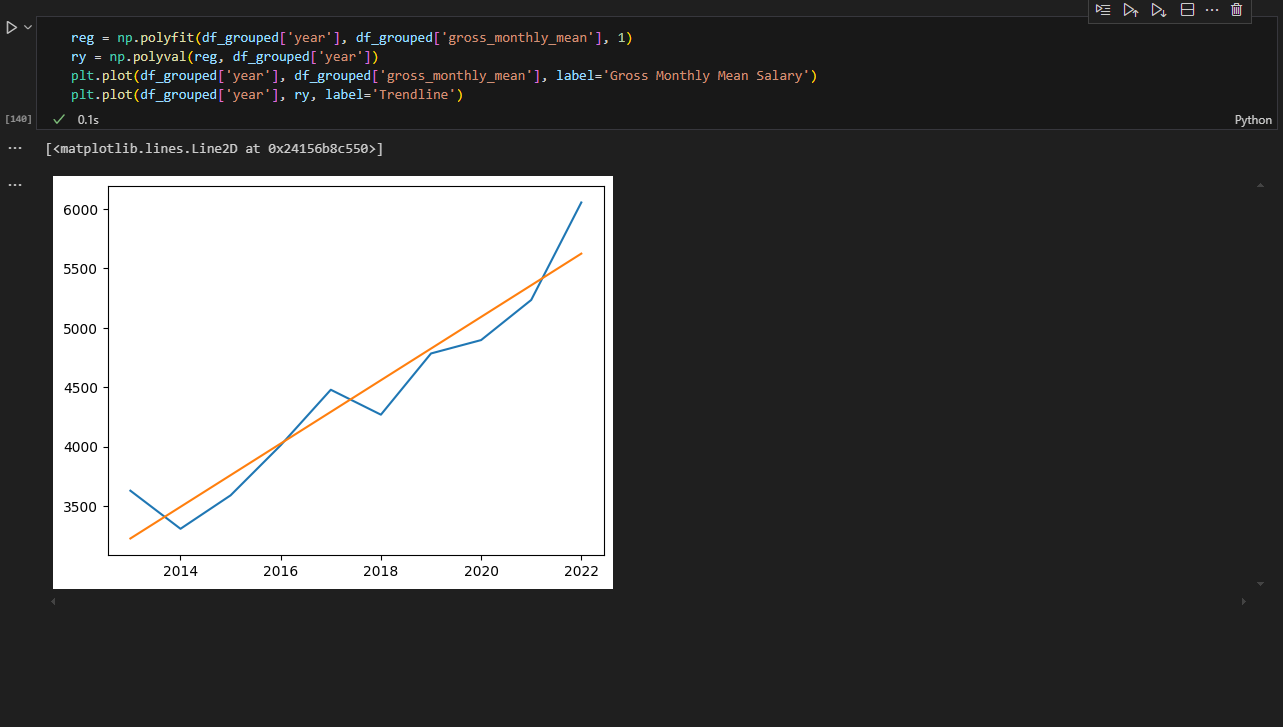 reg = np.polyfit(df_grouped['year'], df_grouped['gross_monthly_mean'], 1)
ry = np.polyval(reg, df_grouped['year'])
plt.plot(df_grouped['year'], df_grouped['gross_monthly_mean'], label='Gross Monthly Mean Salary')
plt.plot(df_grouped['year'], ry, label='Trendline')
[140] 0.1s Python
[<matplotlib.lines.Line2D at 0x24156b8c550>]
6000
5500
5000
4500
4000
3500
2014 2016 2018 2020 2022